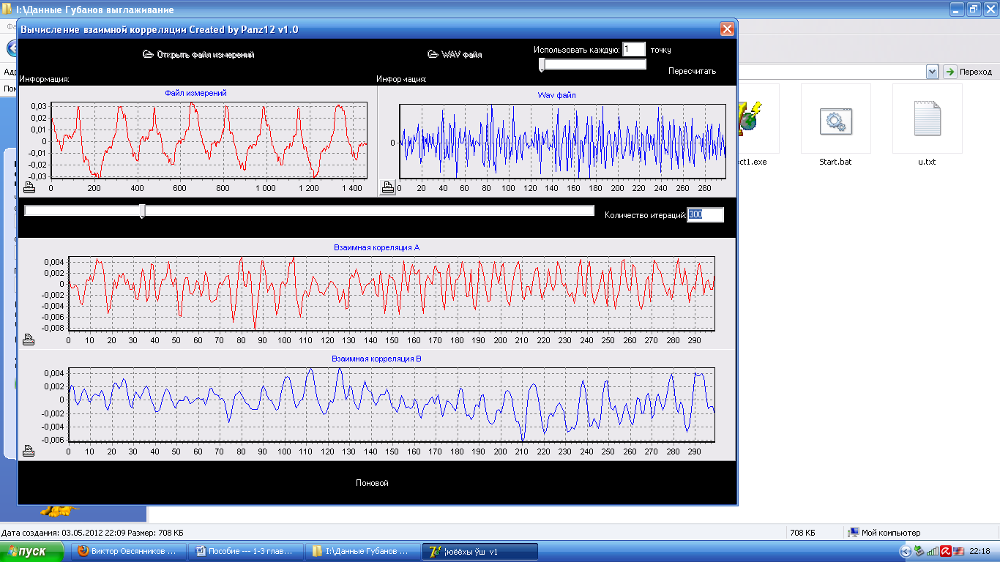 I:\Данные Губанов выглаживание
Вычисление взаимной корреляции Created by Panz12 v1.0
Открыть файл измерений
WAV файл
Использовать каждую: 1 точку
Пересчитать
Информация:
Информация:
Файл измерений
0,03
0,02
0,01
0
-0,01
-0,02
-0,03
0 200 400 600 800 1 000 1 200 1 400
Wav файл
0
0 20 40 60 80 100 120 140 160 180 200 220 240 260 280
Количество итераций: 300
Взаимная кореляция A
0,004
0,002
0
-0,002
-0,004
-0,006
-0,008
0 10 20 30 40 50 60 70 80 90 100 110 120 130 140 150 160 170 180 190 200 210 220 230 240 250 260 270 280 290
Взаимная корреляция B
0,004
0,002
0
-0,002
-0,004
-0,006
0 10 20 30 40 50 60 70 80 90 100 110 120 130 140 150 160 170 180 190 200 210 220 230 240 250 260 270 280 290
Поновой
Переход
ect1.exe
Start.bat
u.txt
Дата создания: 03.05.2012 22:09 Размер: 708 КБ
708 КБ
Мой компьютер
пуск
Виктор Овсянников ...
Пособие --- 1-3 глав...
I:\Данные Губанов ...
¦юёёхы ўш v1
22:18